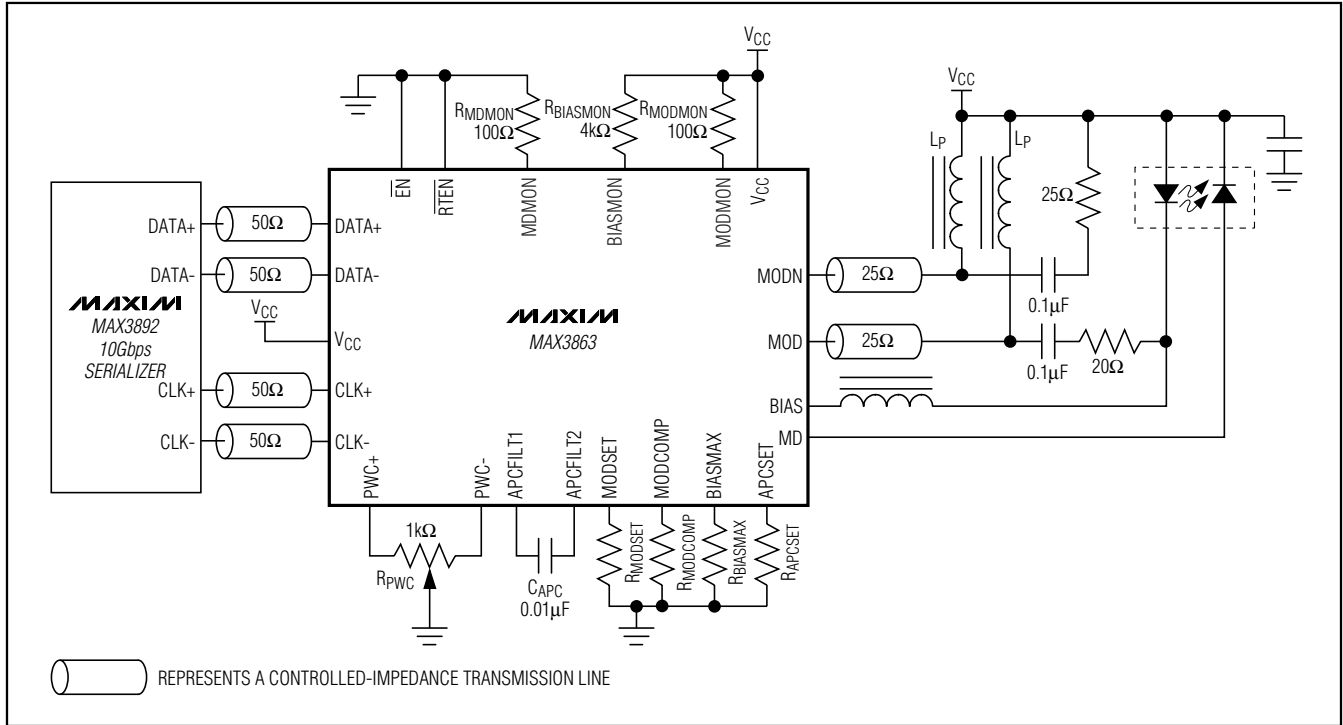 VCC
VCC
RMDMON
100Ω
RBIASMON
4kΩ
RMODMON
100Ω
LP
LP
25Ω
EN
RTEN
MDMON
BIASMON
MODMON
VCC
DATA+
50Ω
DATA+
DATA-
50Ω
DATA-
MAXIM
MAX3892
10Gbps
SERIALIZER
VCC
VCC
CLK+
50Ω
CLK+
CLK-
50Ω
CLK-
MAXIM
MAX3863
MODN
25Ω
0.1µF
MOD
25Ω
0.1µF
20Ω
BIAS
MD
PWC+
PWC-
APCFILT1
APCFILT2
MODSET
MODCOMP
BIASMAX
APCSET
1kΩ
RPWC
CAPC
0.01µF
RMODSET
RMODCOMP
RBIASMAX
RAPCSET
REPRESENTS A CONTROLLED-IMPEDANCE TRANSMISSION LINE